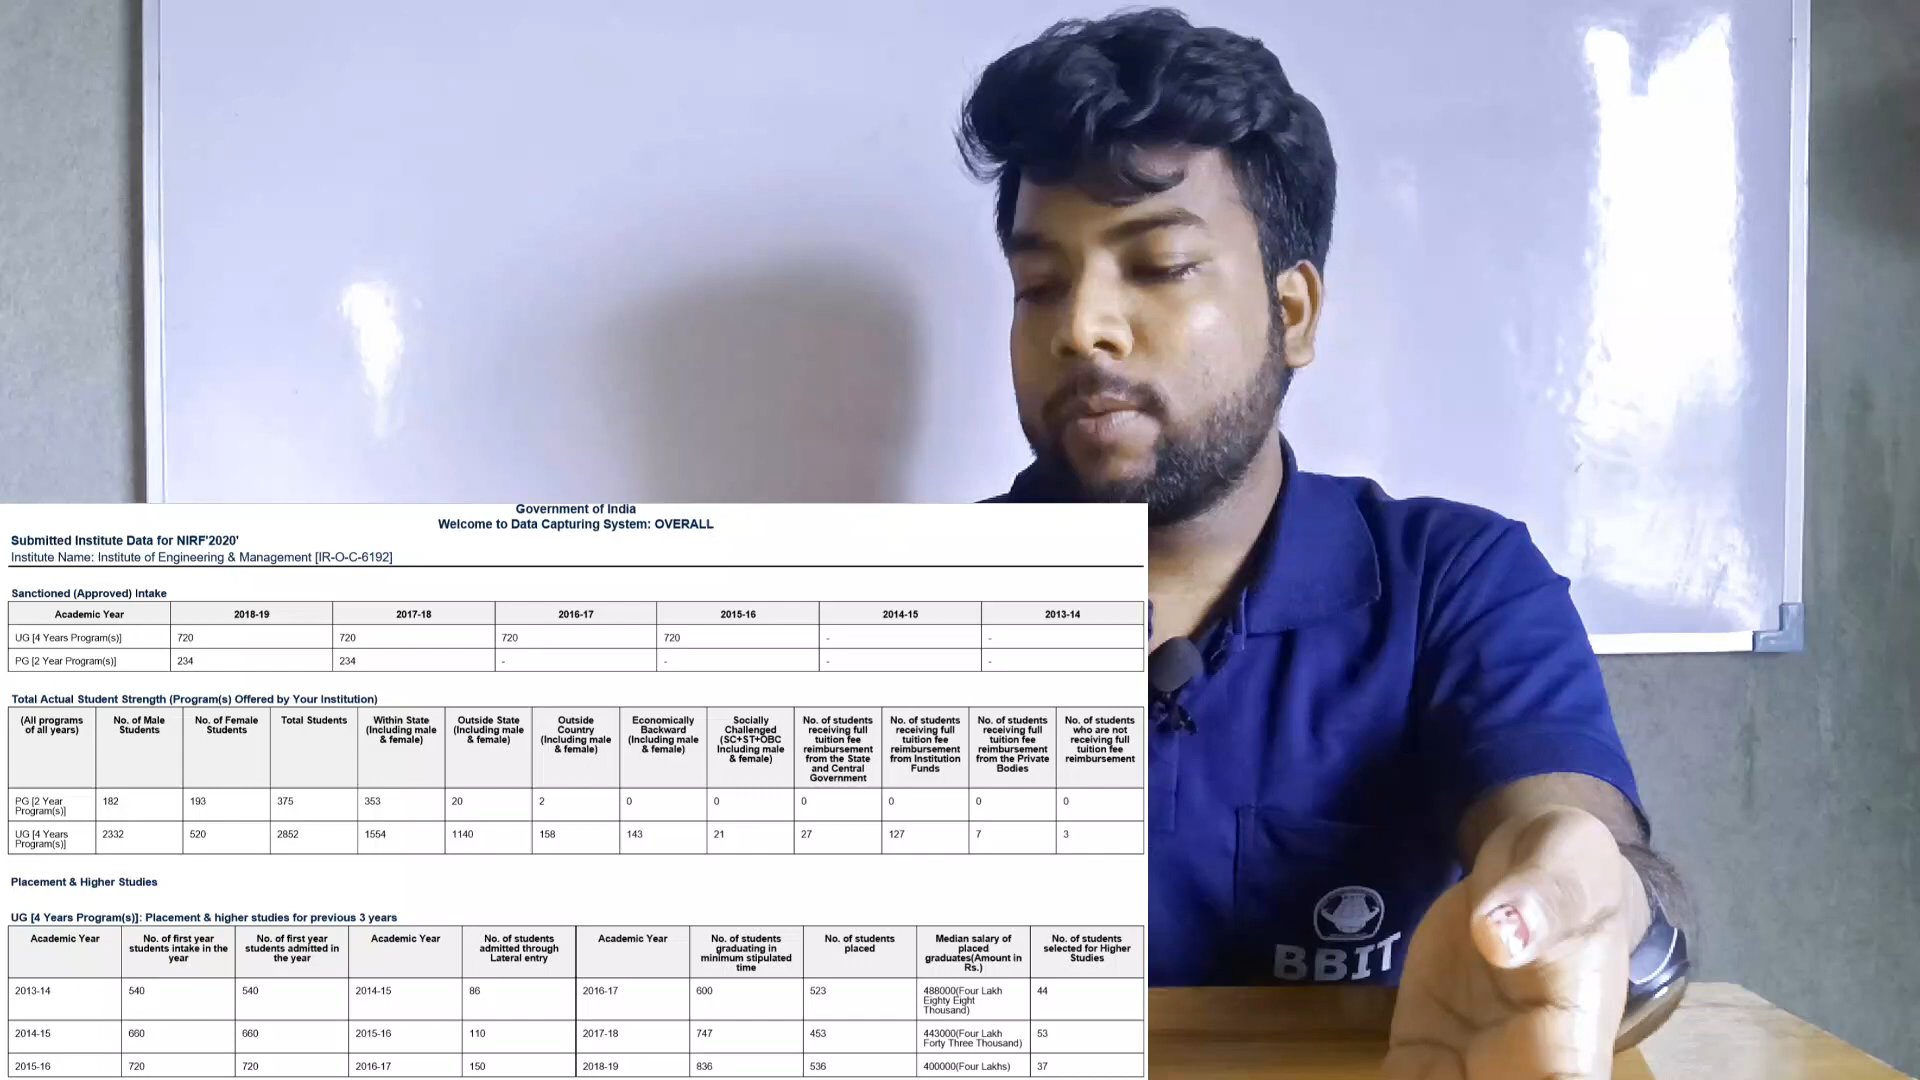 Government of India
Welcome to Data Capturing System: OVERALL
Submitted Institute Data for NIRF'2020'
Institute Name: Institute of Engineering & Management [IR-O-C-6192]
Sanctioned (Approved) Intake
Academic Year 2018-19 2017-18 2016-17 2015-16 2014-15 2013-14
UG [4 Years Program(s)] 720 720 720 720 - -
PG [2 Year Program(s)] 234 234 - - - -
Total Actual Student Strength (Program(s) Offered by Your Institution)
(All programs of all years) No. of Male Students No. of Female Students Total Students Within State (Including male & female) Outside State (Including male & female) Outside Country (Including male & female) Economically Backward (Including male & female) Socially Challenged (SC+ST+OBC Including male & female) No. of students receiving full tuition fee reimbursement from the State and Central Government No. of students receiving full tuition fee reimbursement from Institution Funds No. of students receiving full tuition fee reimbursement from the Private Bodies No. of students who are not receiving full tuition fee reimbursement
PG [2 Year Program(s)] 182 193 375 353 20 2 0 0 0 0 0 0
UG [4 Years Program(s)] 2332 520 2852 1554 1140 158 143 21 27 127 7 3
Placement & Higher Studies
UG [4 Years Program(s)]: Placement & higher studies for previous 3 years
Academic Year No. of first year students intake in the year No. of first year students admitted in the year Academic Year No. of students admitted through Lateral entry Academic Year No. of students graduating in minimum stipulated time No. of students placed Median salary of placed graduates(Amount in Rs.) No. of students selected for Higher Studies
2013-14 540 540 2014-15 86 2016-17 600 523 488000(Four Lakh Eighty Eight Thousand) 44
2014-15 660 660 2015-16 110 2017-18 747 453 443000(Four Lakh Forty Three Thousand) 53
2015-16 720 720 2016-17 150 2018-19 836 536 400000(Four Lakhs) 37
BBIT